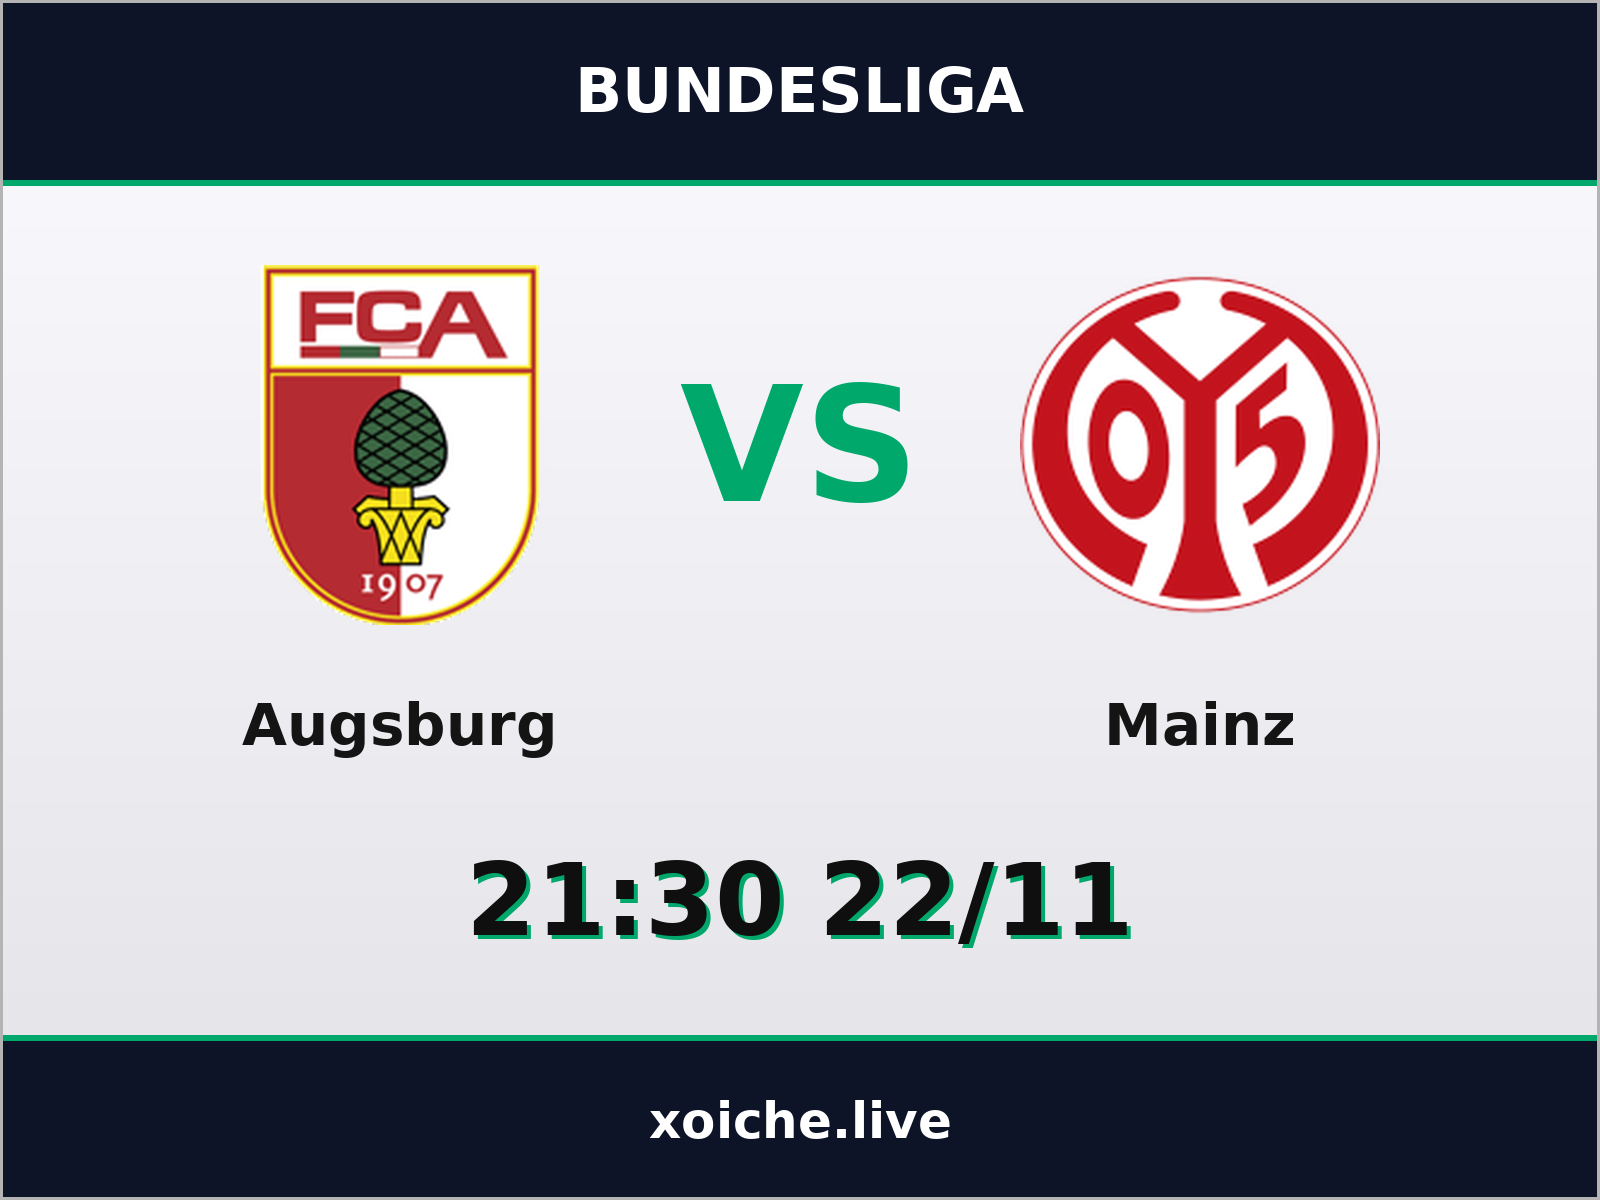 BUNDESLIGA
FCA
1907
VS
05
Augsburg
Mainz
21:30 22/11
xoiche.live